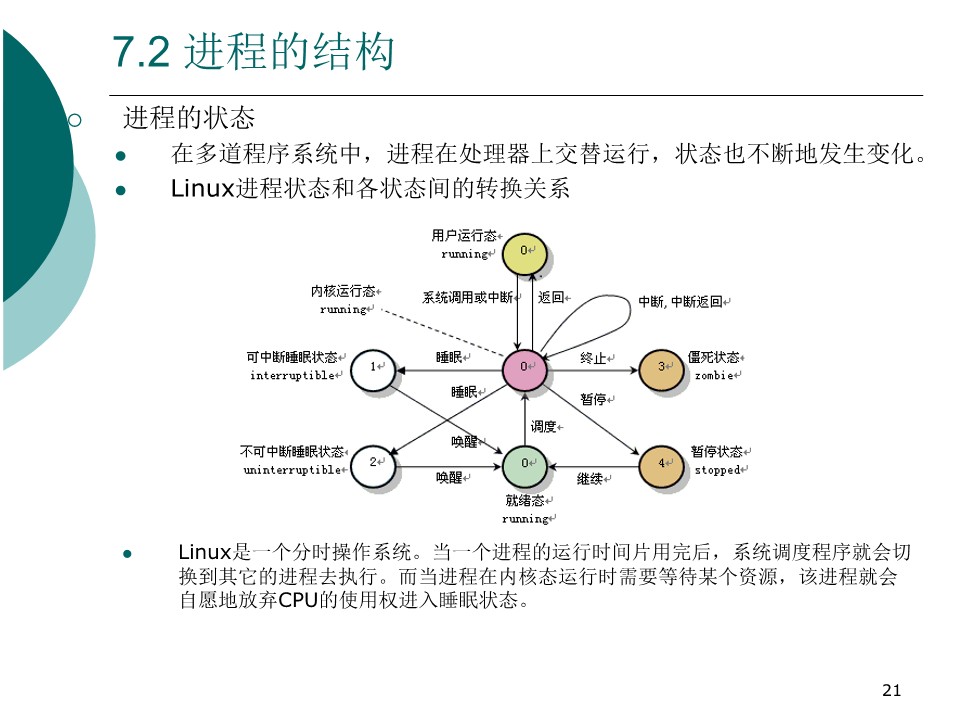 7.2 进程的结构
进程的状态
在多道程序系统中，进程在处理器上交替运行，状态也不断地发生变化。
Linux进程状态和各状态间的转换关系
用户运行态
running
0
内核运行态
running
系统调用或中断
返回
中断, 中断返回
可中断睡眠状态
interruptible
1
睡眠
0
终止
3
僵死状态
zombie
睡眠
暂停
调度
唤醒
不可中断睡眠状态
uninterruptible
2
唤醒
0
继续
4
暂停状态
stopped
就绪态
running
Linux是一个分时操作系统。当一个进程的运行时间片用完后，系统调度程序就会切
换到其它的进程去执行。而当进程在内核态运行时需要等待某个资源，该进程就会
自愿地放弃CPU的使用权进入睡眠状态。
21